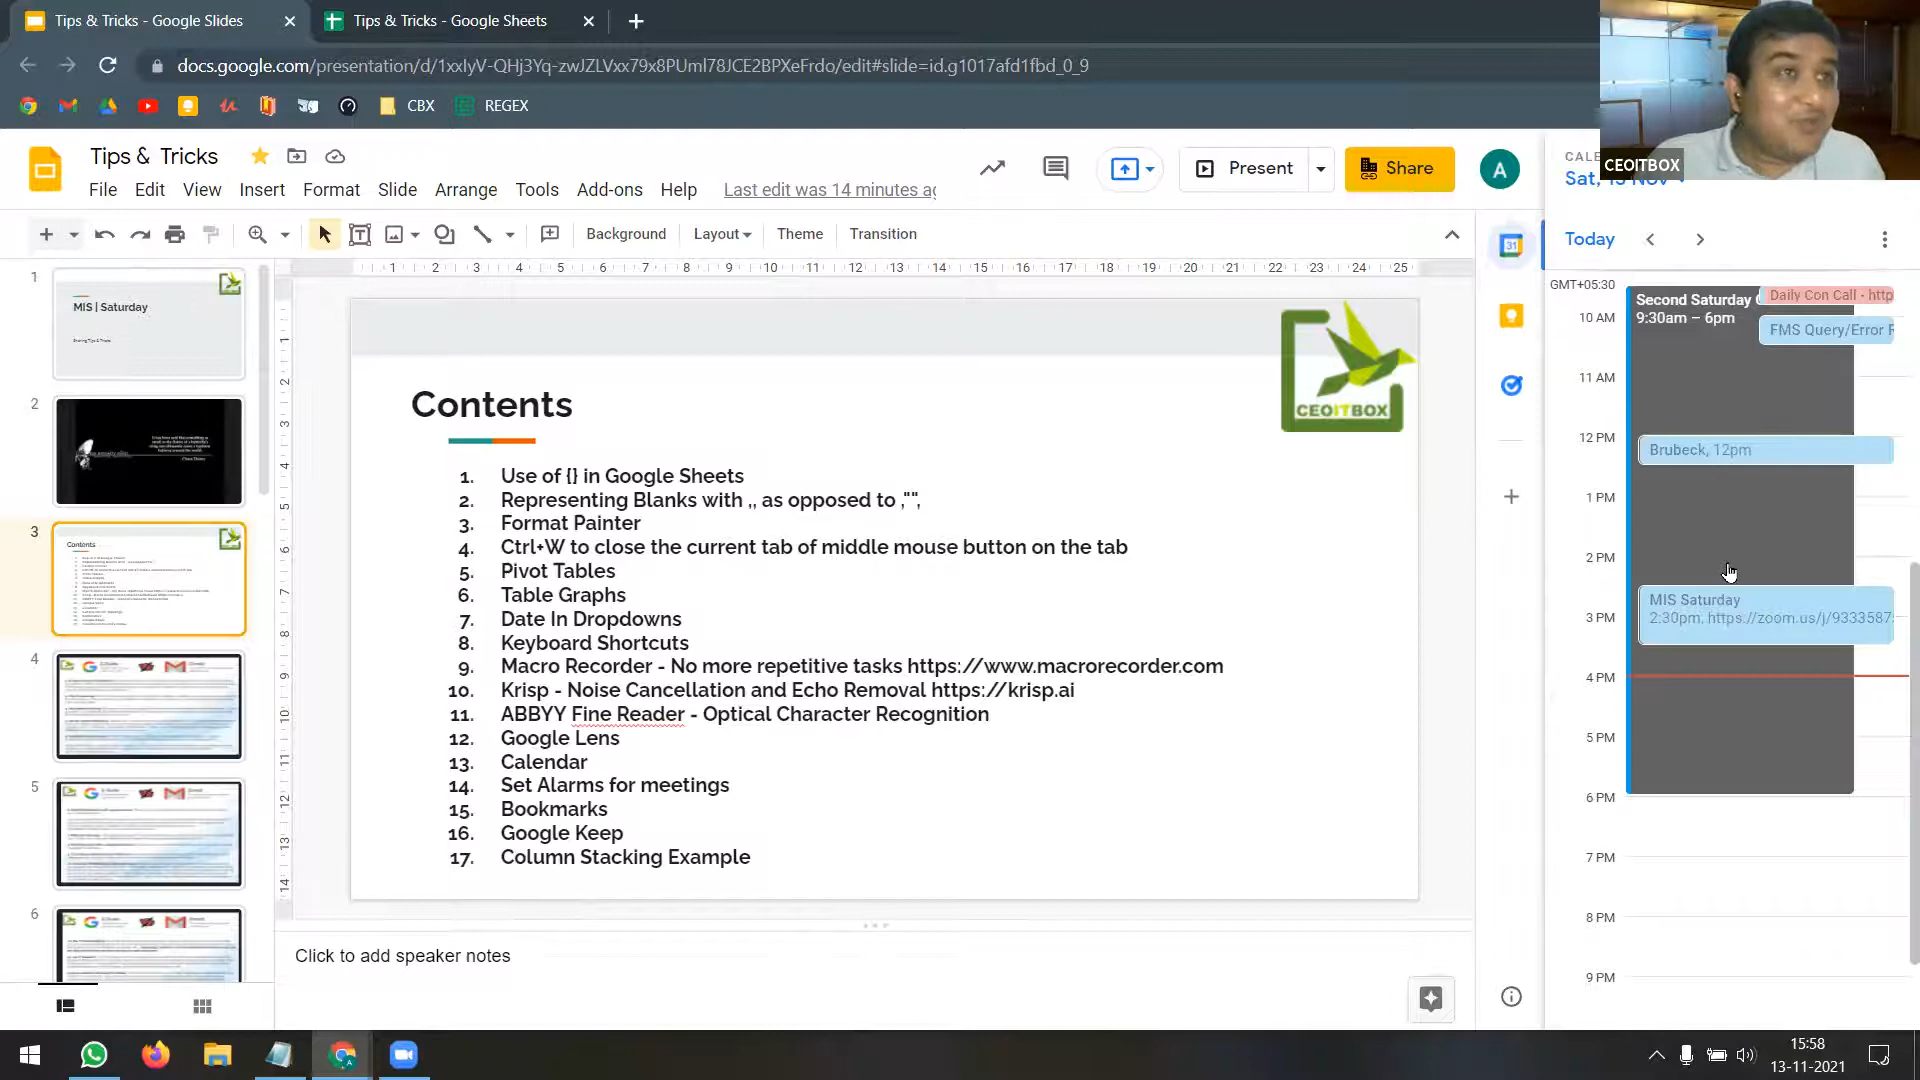 Tips & Tricks - Google Slides
Tips & Tricks - Google Sheets
docs.google.com/presentation/d/1xxIyV-QHj3Yq-zwJZLVxx79x8PUml78JCE2BPXeFrdo/edit#slide=id.g1017afd1fbd_0_9
CBX
REGEX
CEOITBOX
Tips & Tricks
File Edit View Insert Format Slide Arrange Tools Add-ons Help
Last edit was 14 minutes ag
Present
Share
A
Background
Layout
Theme
Transition
1
MIS | Saturday
2
3
Contents
4
5
6
Contents
CEOITBOX
1. Use of {} in Google Sheets
2. Representing Blanks with ,, as opposed to ,"",
3. Format Painter
4. Ctrl+W to close the current tab of middle mouse button on the tab
5. Pivot Tables
6. Table Graphs
7. Date In Dropdowns
8. Keyboard Shortcuts
9. Macro Recorder - No more repetitive tasks https://www.macrorecorder.com
10. Krisp - Noise Cancellation and Echo Removal https://krisp.ai
11. ABBYY Fine Reader - Optical Character Recognition
12. Google Lens
13. Calendar
14. Set Alarms for meetings
15. Bookmarks
16. Google Keep
17. Column Stacking Example
Click to add speaker notes
31
Today
GMT+05:30
Second Saturday
9:30am – 6pm
Daily Con Call - http
10 AM
FMS Query/Error R
11 AM
12 PM
Brubeck, 12pm
1 PM
2 PM
MIS Saturday
2:30pm, https://zoom.us/j/9333587
3 PM
4 PM
5 PM
6 PM
7 PM
8 PM
9 PM
15:58
13-11-2021